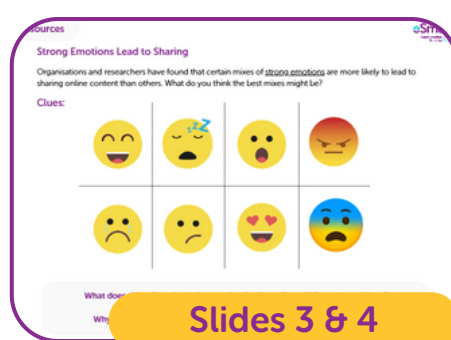 sources
eSm
Strong Emotions Lead to Sharing
Organisations and researchers have found that certain mixes of strong emotions are more likely to lead to
sharing online content than others. What do you think the best mixes might be?
Clues:
What does
Why
Slides 3 & 4